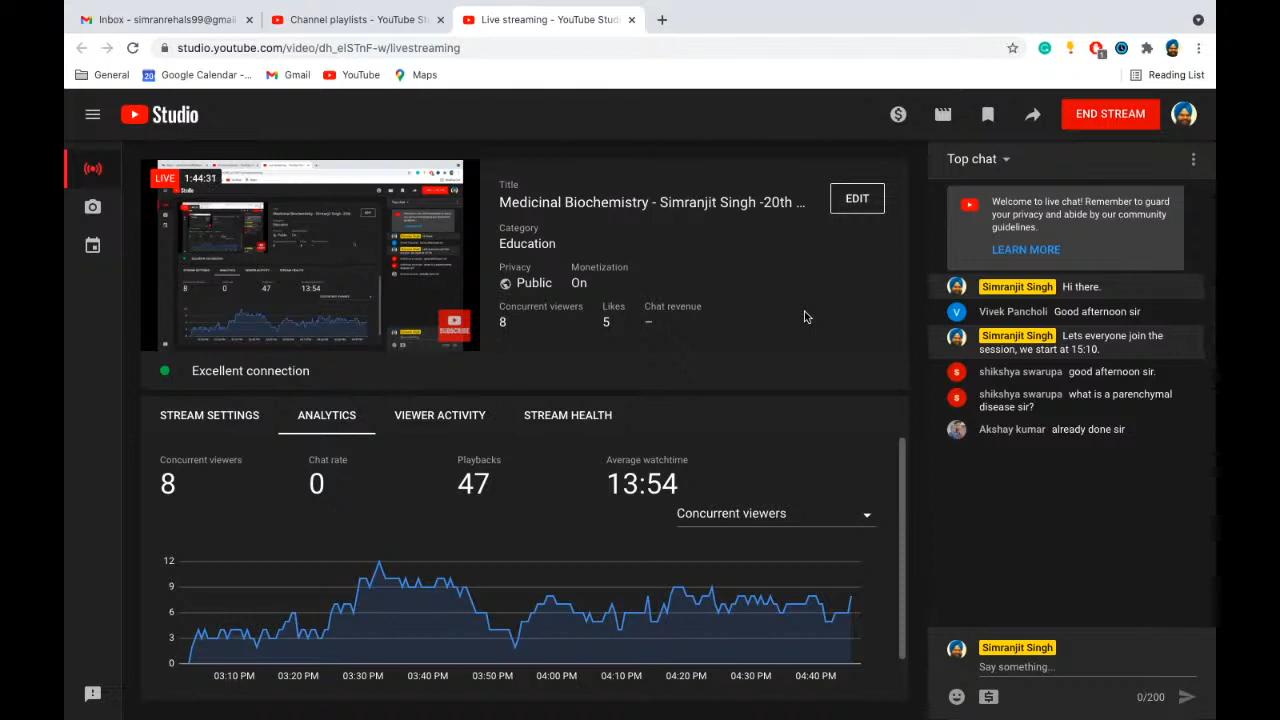 Inbox - simranrehals99@gmai
Channel playlists - YouTube St
Live streaming - YouTube Stud
studio.youtube.com/video/dh_eISTnF-w/livestreaming
1
General
20
Google Calendar -...
Gmail
YouTube
Maps
Reading List
Studio
END STREAM
LIVE 1:44:31
SUBSCRIBE
Title
Medicinal Biochemistry - Simranjit Singh -20th ...
EDIT
Category
Education
Privacy
Monetization
Public
On
Concurrent viewers
Likes
Chat revenue
8
5
–
Excellent connection
STREAM SETTINGS
ANALYTICS
VIEWER ACTIVITY
STREAM HEALTH
Concurrent viewers
Chat rate
Playbacks
Average watchtime
8
0
47
13:54
Concurrent viewers
12
9
6
3
0
03:10 PM
03:20 PM
03:30 PM
03:40 PM
03:50 PM
04:00 PM
04:10 PM
04:20 PM
04:30 PM
04:40 PM
Top chat
Welcome to live chat! Remember to guard
your privacy and abide by our community
guidelines.
LEARN MORE
Simranjit Singh Hi there.
V
Vivek Pancholi Good afternoon sir
Simranjit Singh Lets everyone join the
session, we start at 15:10.
s
shikshya swarupa good afternoon sir.
s
shikshya swarupa what is a parenchymal
disease sir?
Akshay kumar already done sir
Simranjit Singh
Say something...
0/200